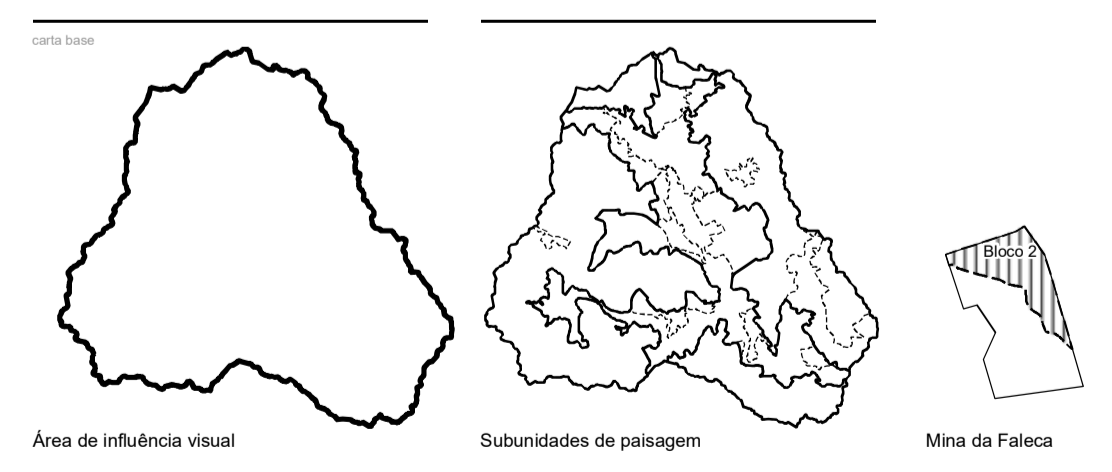 carta base
Bloco 2
Área de influência visual
Subunidades de paisagem
Mina da Faleca